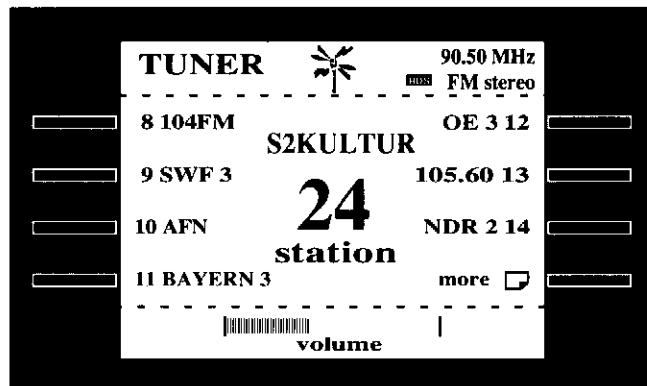 TUNER
90.50 MHz
FM stereo
8 104FM
S2KULTUR
OE 3 12
9 SWF 3
24
105.60 13
10 AFN
station
NDR 2 14
11 BAYERN 3
more
volume